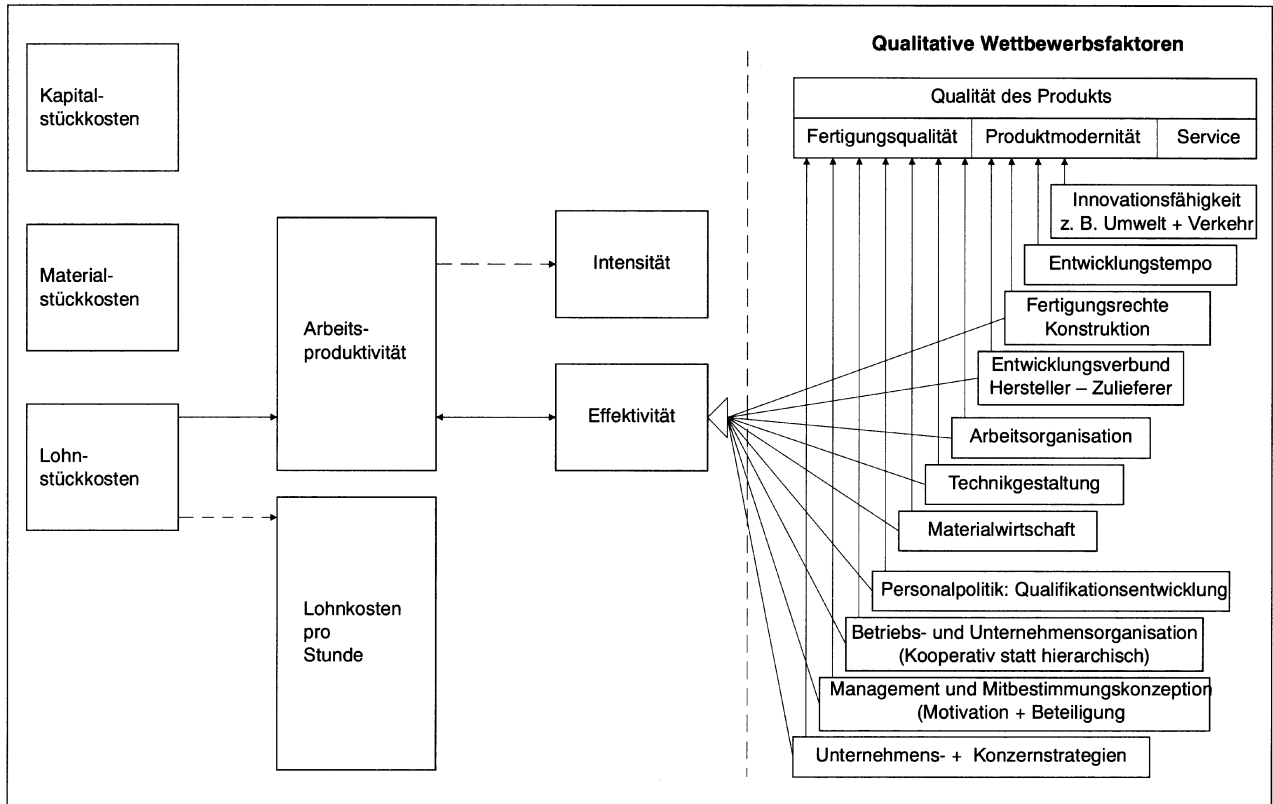 Qualitative Wettbewerbsfaktoren
Kapital-
stückkosten
Qualität des Produkts
Fertigungsqualität
Produktmodernität
Service
Innovationsfähigkeit
z. B. Umwelt + Verkehr
Material-
stückkosten
Intensität
Entwicklungstempo
Arbeits-
produktivität
Fertigungsrechte
Konstruktion
Entwicklungsverbund
Hersteller – Zulieferer
Effektivität
Lohn-
stückkosten
Arbeitsorganisation
Technikgestaltung
Materialwirtschaft
Lohnkosten
pro
Stunde
Personalpolitik: Qualifikationsentwicklung
Betriebs- und Unternehmensorganisation
(Kooperativ statt hierarchisch)
Management und Mitbestimmungskonzeption
(Motivation + Beteiligung
Unternehmens- + Konzernstrategien